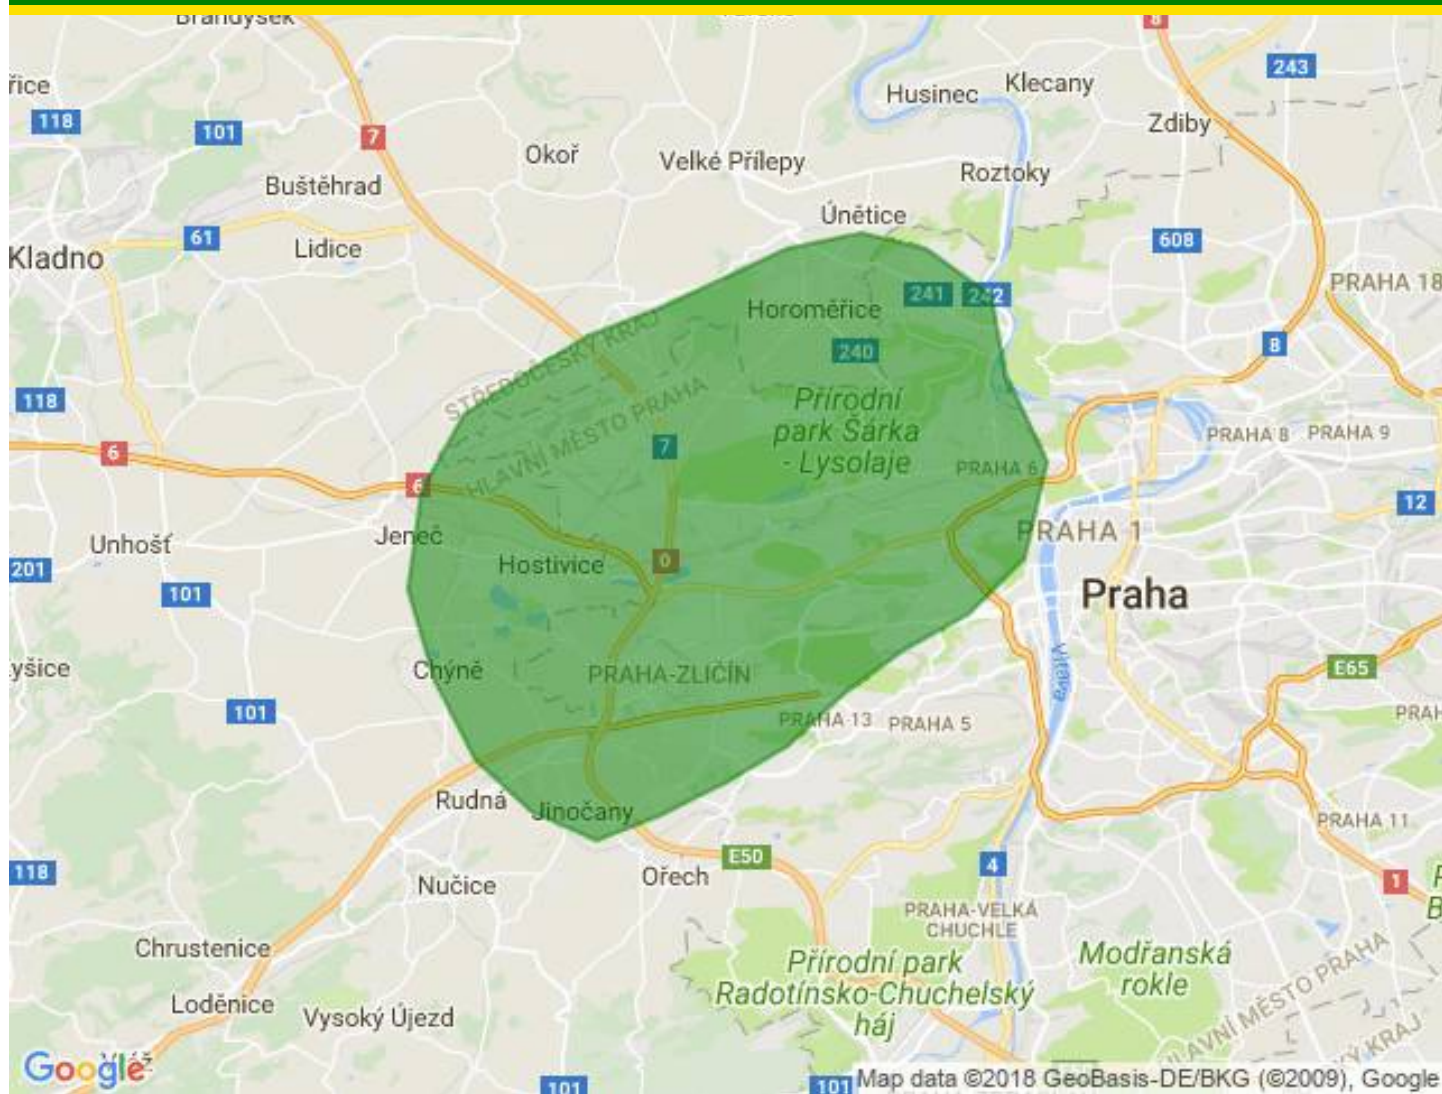 Brandýsek
8
243
Klecany
Husinec
řice
118
101
7
Zdiby
Okoř
Velké Přílepy
Roztoky
Buštěhrad
Únětice
61
608
Lidice
Kladno
PRAHA 18
241
242
Horoměřice
STŘEDOČESKÝ KRAJ
8
240
HLAVNÍ MĚSTO PRAHA
118
Přírodní
park Šárka
- Lysolaje
PRAHA 8
PRAHA 9
7
6
PRAHA 6
6
12
Jeneč
PRAHA 1
Unhošť
Hostivice
0
201
101
Praha
Vltava
yšice
Chýně
PRAHA-ZLIČÍN
E65
101
PRAHA 13
PRAHA 5
PRAH
Rudná
Jinočany
PRAHA 11
E50
4
118
Ořech
1
Nučice
PRAHA-VELKÁ
CHUCHLE
Chrustenice
Přírodní park
Radotínsko-Chuchelský
háj
Modřanská
rokle
HLAVNÍ MĚSTO PRAHA
Loděnice
Vysoký Újezd
KÝ KRAJ
Google
101
101
Map data ©2018 GeoBasis-DE/BKG (©2009), Google